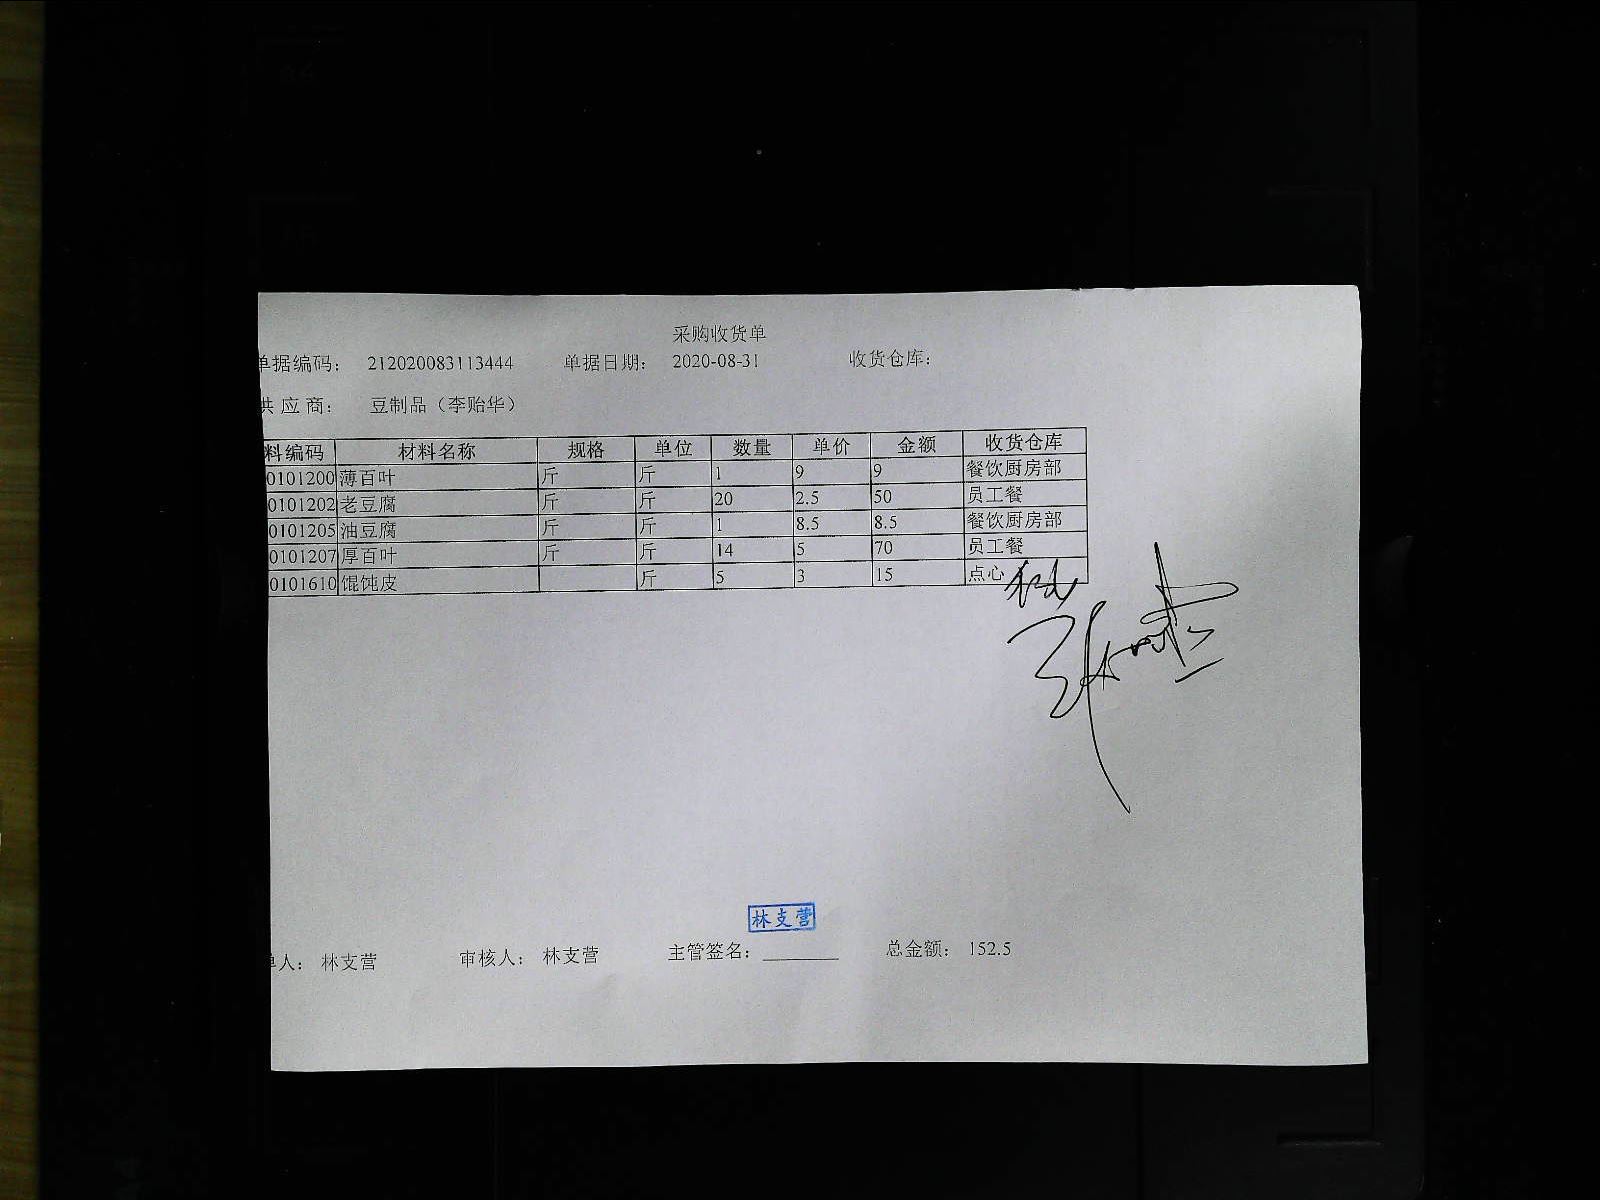 采购收货单
单据编码： 212020083113444 单据日期： 2020-08-31 收货仓库：
供 应 商： 豆制品（李贻华）
料编码 材料名称 规格 单位 数量 单价 金额 收货仓库
0101200 薄百叶 斤 斤 1 9 9 餐饮厨房部
0101202 老豆腐 斤 斤 20 2.5 50 员工餐
0101205 油豆腐 斤 斤 1 8.5 8.5 餐饮厨房部
0101207 厚百叶 斤 斤 14 5 70 员工餐
0101610 馄饨皮 斤 5 3 15 点心
林支营
单人： 林支营 审核人： 林支营 主管签名： 总金额： 152.5